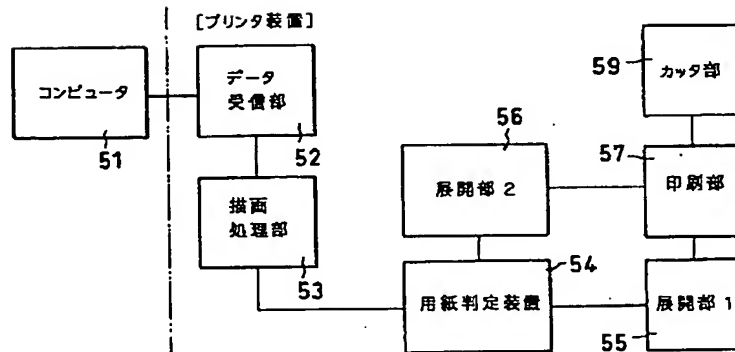 [プリンタ装置]
コンピュータ
51
データ
受信部
52
描画
処理部
53
用紙判定装置
54
展開部2
56
展開部1
55
印刷部
57
カッタ部
59